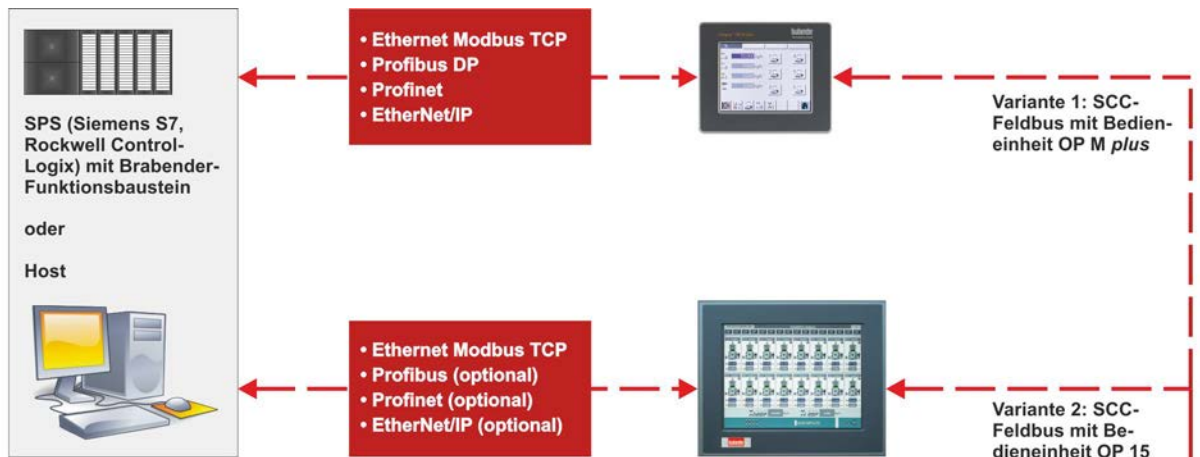 SPS (Siemens S7,
Rockwell Control-
Logix) mit Brabender-
Funktionsbaustein
oder
Host
• Ethernet Modbus TCP
• Profibus DP
• Profinet
• EtherNet/IP
Variante 1: SCC-
Feldbus mit Bedien-
einheit OP M plus
• Ethernet Modbus TCP
• Profibus (optional)
• Profinet (optional)
• EtherNet/IP (optional)
Variante 2: SCC-
Feldbus mit Be-
dieneinheit OP 15